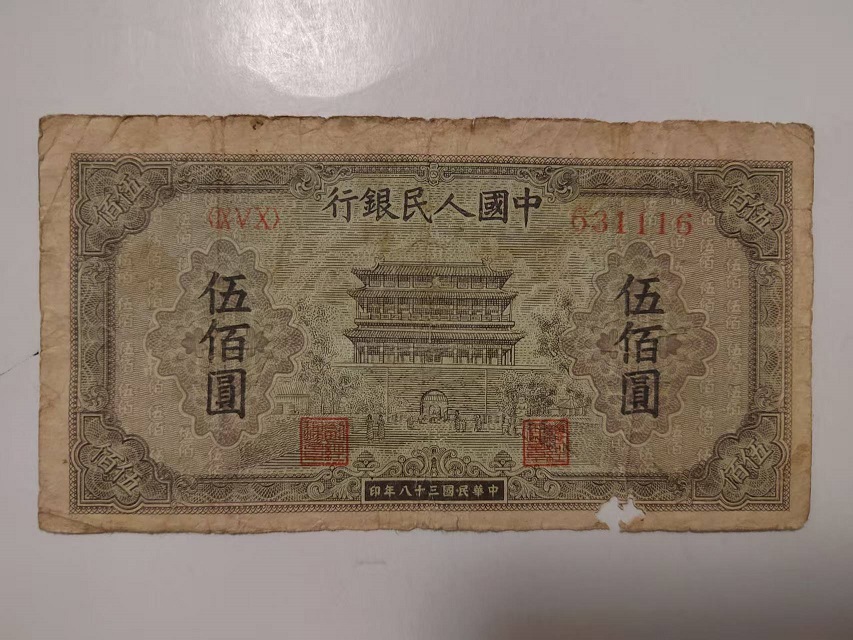 中國人民銀行
〈IX V X〉 631116
伍佰 伍佰
伍佰圓 伍佰圓
中華民國三十八年印
伍佰 伍佰